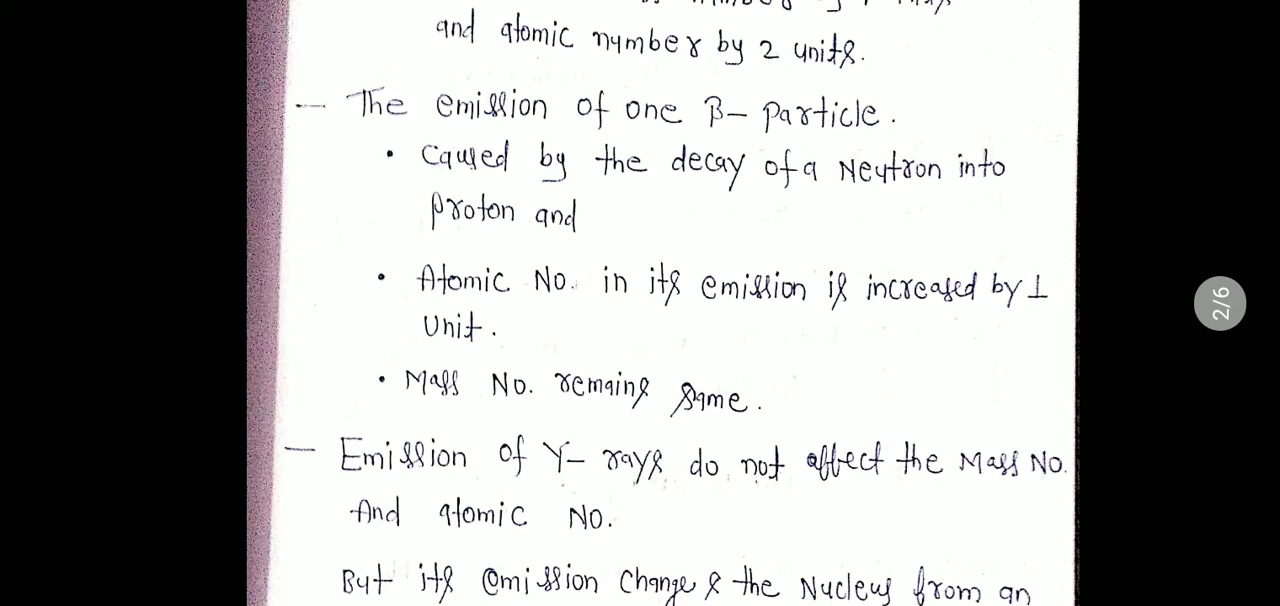 and atomic number by 2 units.
— The emission of one β- Particle.
• Caused by the decay of a Neutron into
proton and
• Atomic No. in its emission is increased by 1
Unit.
• Mass No. remains same.
— Emission of γ- rays do not affect the Mass No.
And atomic No.
But its emission changes the Nucleus from an
2/6